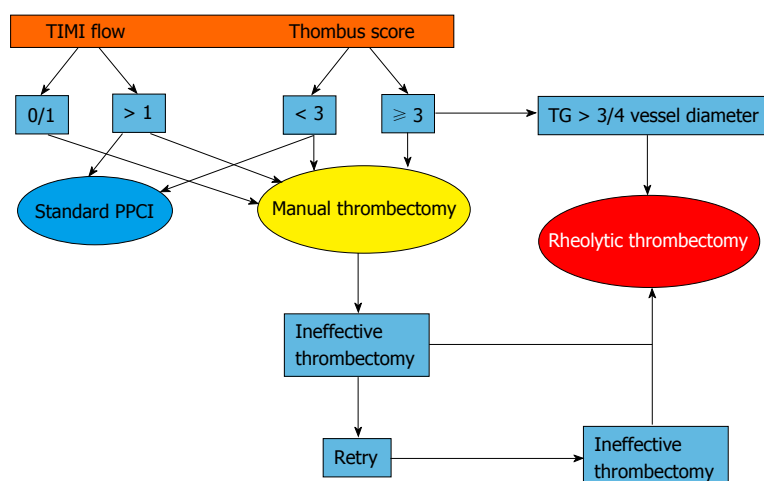 TIMI flow
Thombus score
0/1
> 1
< 3
≥ 3
TG > 3/4 vessel diameter
Standard PPCI
Manual thrombectomy
Rheolytic thrombectomy
Ineffective
thrombectomy
Retry
Ineffective
thrombectomy